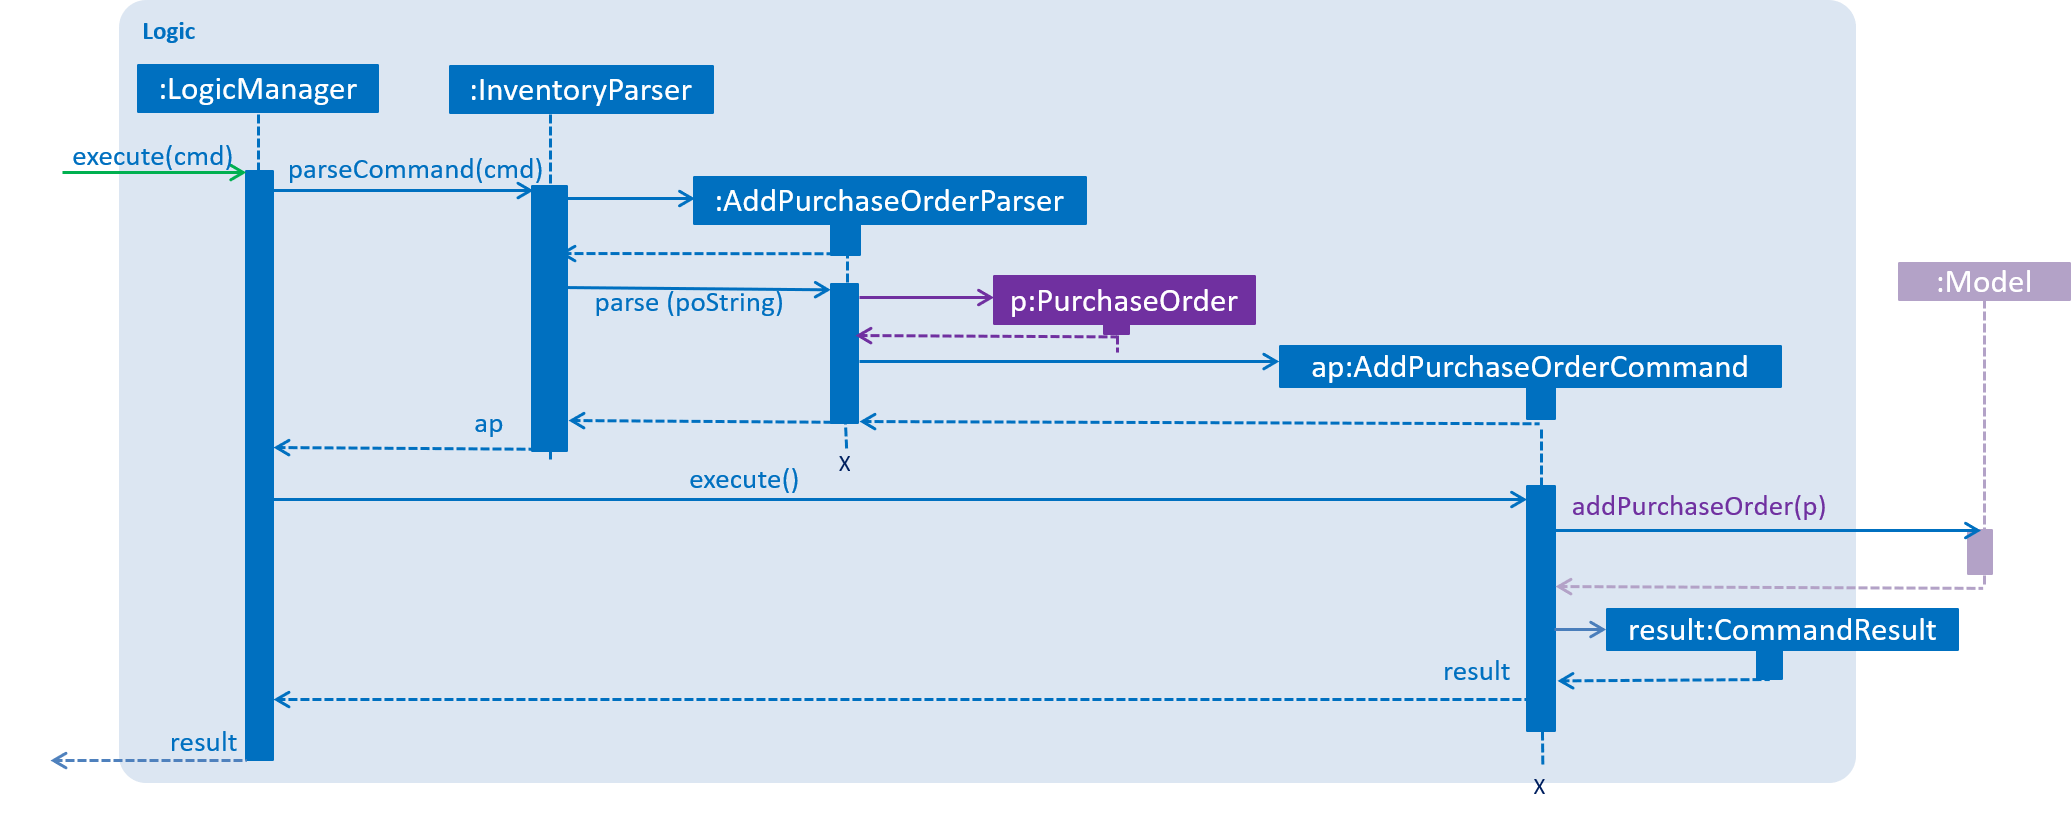 Logic
:LogicManager
:InventoryParser
execute(cmd)
parseCommand(cmd)
:AddPurchaseOrderParser
:Model
parse (poString)
p:PurchaseOrder
ap:AddPurchaseOrderCommand
ap
X
execute()
addPurchaseOrder(p)
result:CommandResult
result
result
X